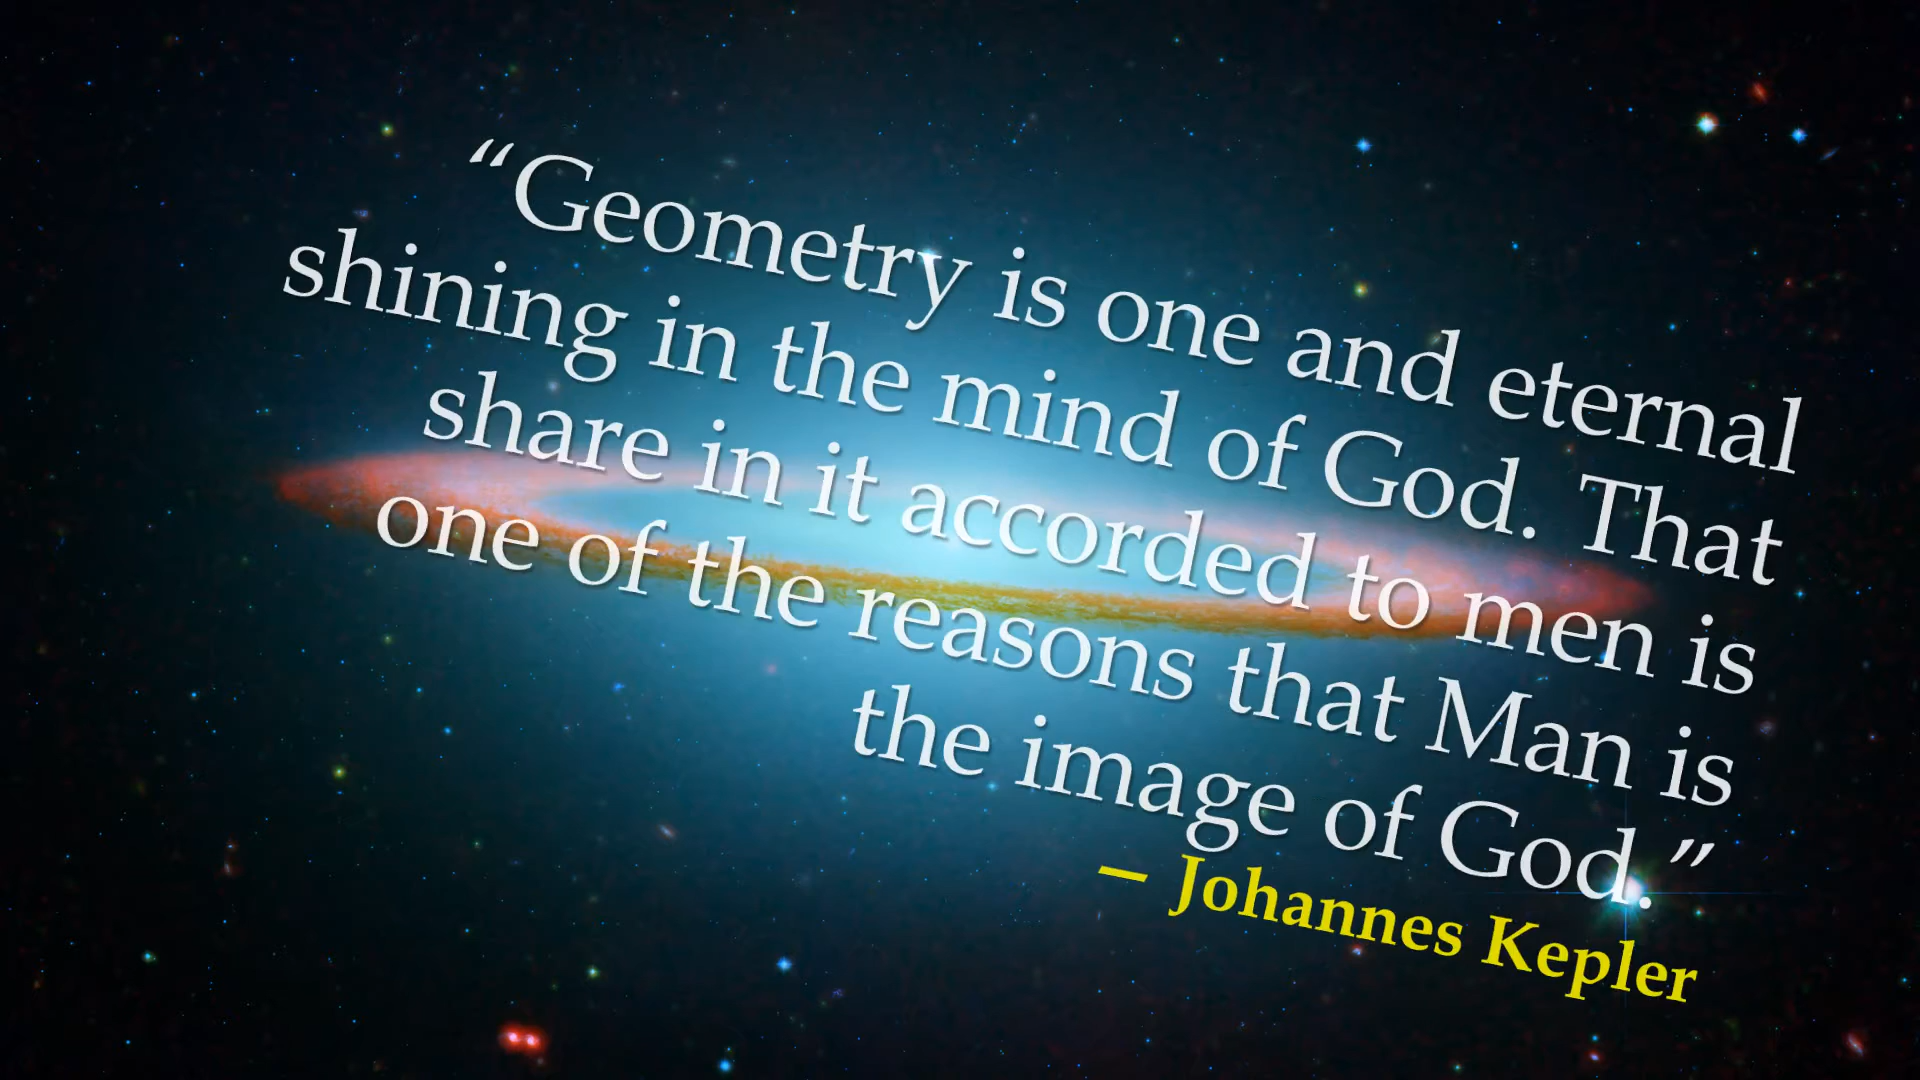 “Geometry is one and eternal
shining in the mind of God. That
share in it accorded to men is
one of the reasons that Man is
the image of God.”
— Johannes Kepler